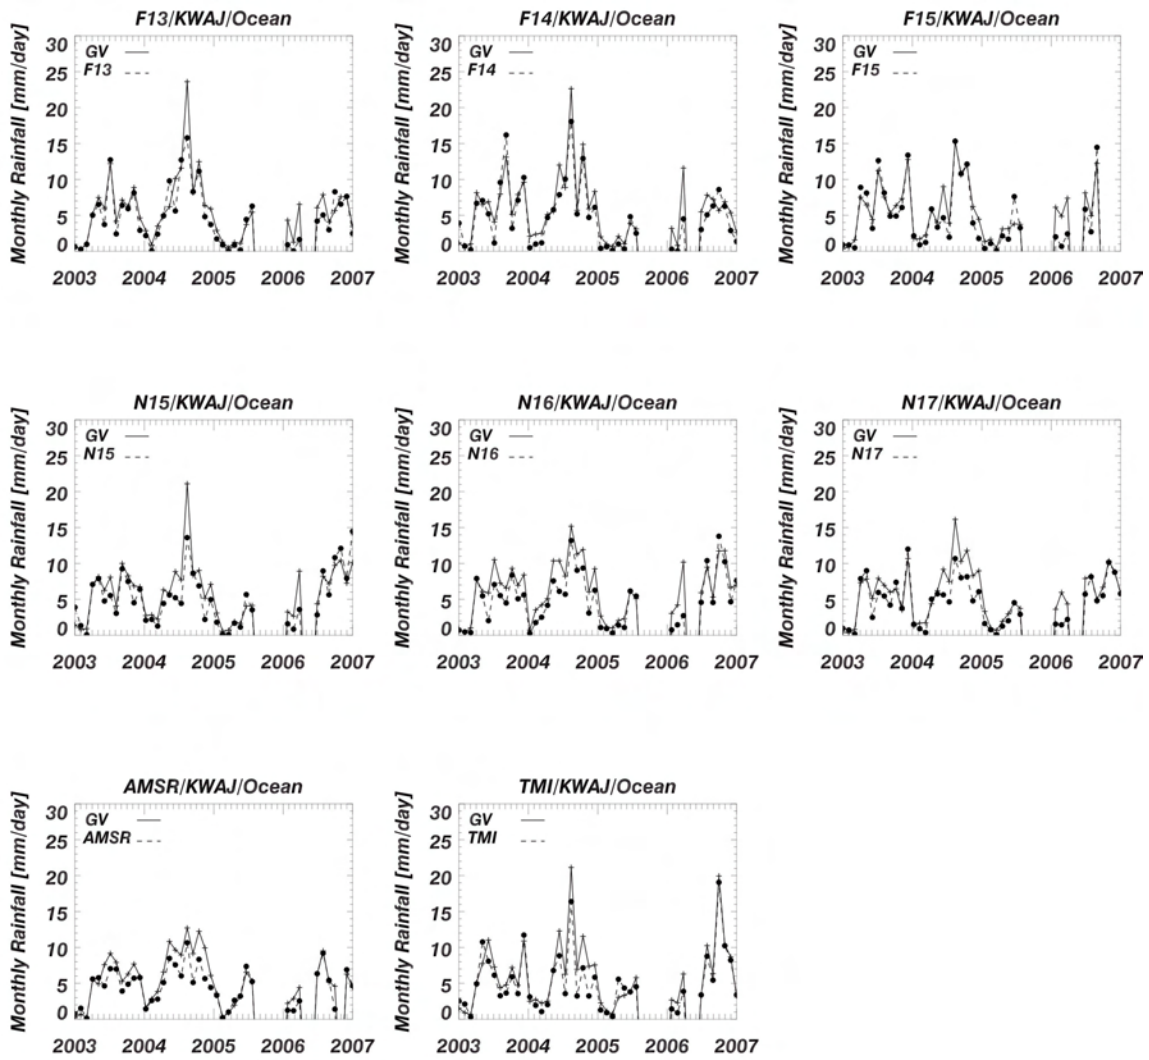 F13/KWAJ/Ocean
Monthly Rainfall [mm/day]
30
25
20
15
10
5
0
GV
F13
2003 2004 2005 2006 2007
F14/KWAJ/Ocean
Monthly Rainfall [mm/day]
30
25
20
15
10
5
0
GV
F14
2003 2004 2005 2006 2007
F15/KWAJ/Ocean
Monthly Rainfall [mm/day]
30
25
20
15
10
5
0
GV
F15
2003 2004 2005 2006 2007
N15/KWAJ/Ocean
Monthly Rainfall [mm/day]
30
25
20
15
10
5
0
GV
N15
2003 2004 2005 2006 2007
N16/KWAJ/Ocean
Monthly Rainfall [mm/day]
30
25
20
15
10
5
0
GV
N16
2003 2004 2005 2006 2007
N17/KWAJ/Ocean
Monthly Rainfall [mm/day]
30
25
20
15
10
5
0
GV
N17
2003 2004 2005 2006 2007
AMSR/KWAJ/Ocean
Monthly Rainfall [mm/day]
30
25
20
15
10
5
0
GV
AMSR
2003 2004 2005 2006 2007
TMI/KWAJ/Ocean
Monthly Rainfall [mm/day]
30
25
20
15
10
5
0
GV
TMI
2003 2004 2005 2006 2007